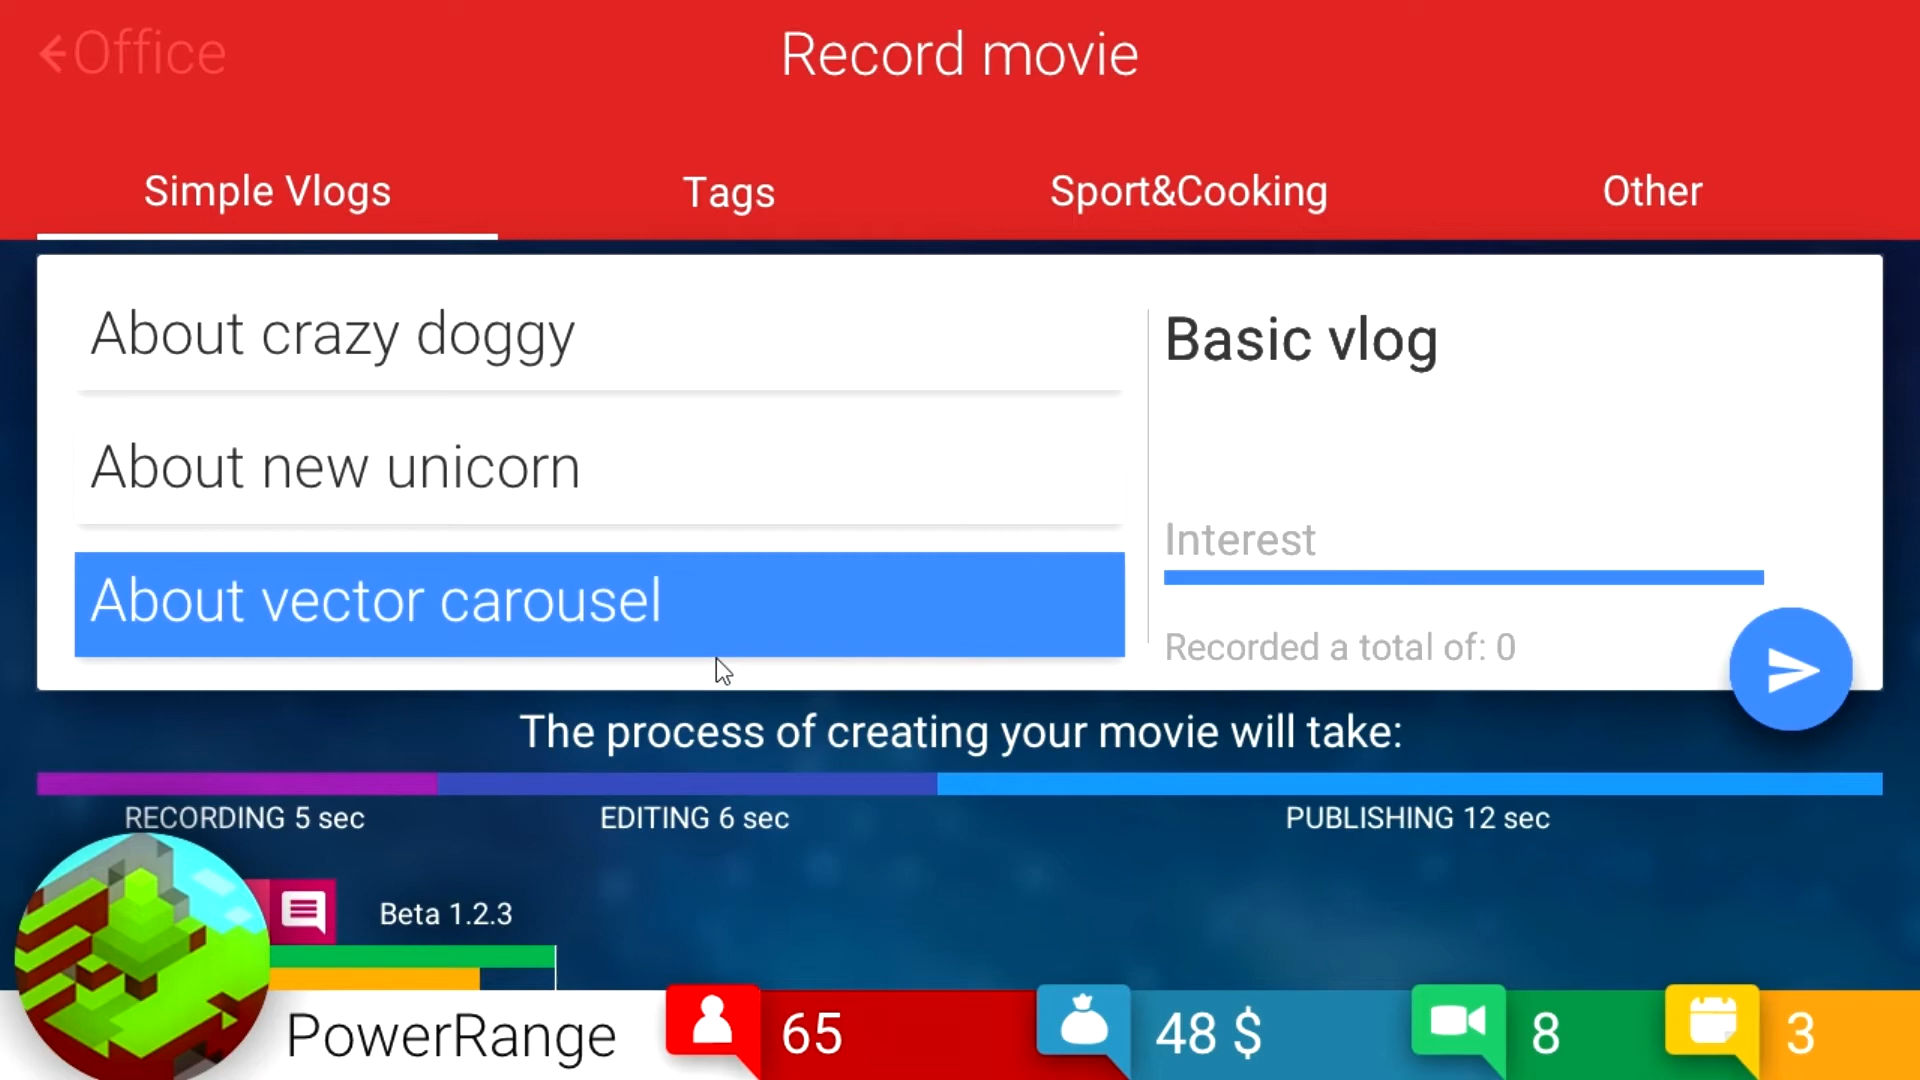 Office
Record movie
Simple Vlogs
Tags
Sport&Cooking
Other
About crazy doggy
About new unicorn
About vector carousel
Basic vlog
Interest
Recorded a total of: 0
The process of creating your movie will take:
RECORDING 5 sec
EDITING 6 sec
PUBLISHING 12 sec
Beta 1.2.3
PowerRange
65
48 $
8
3